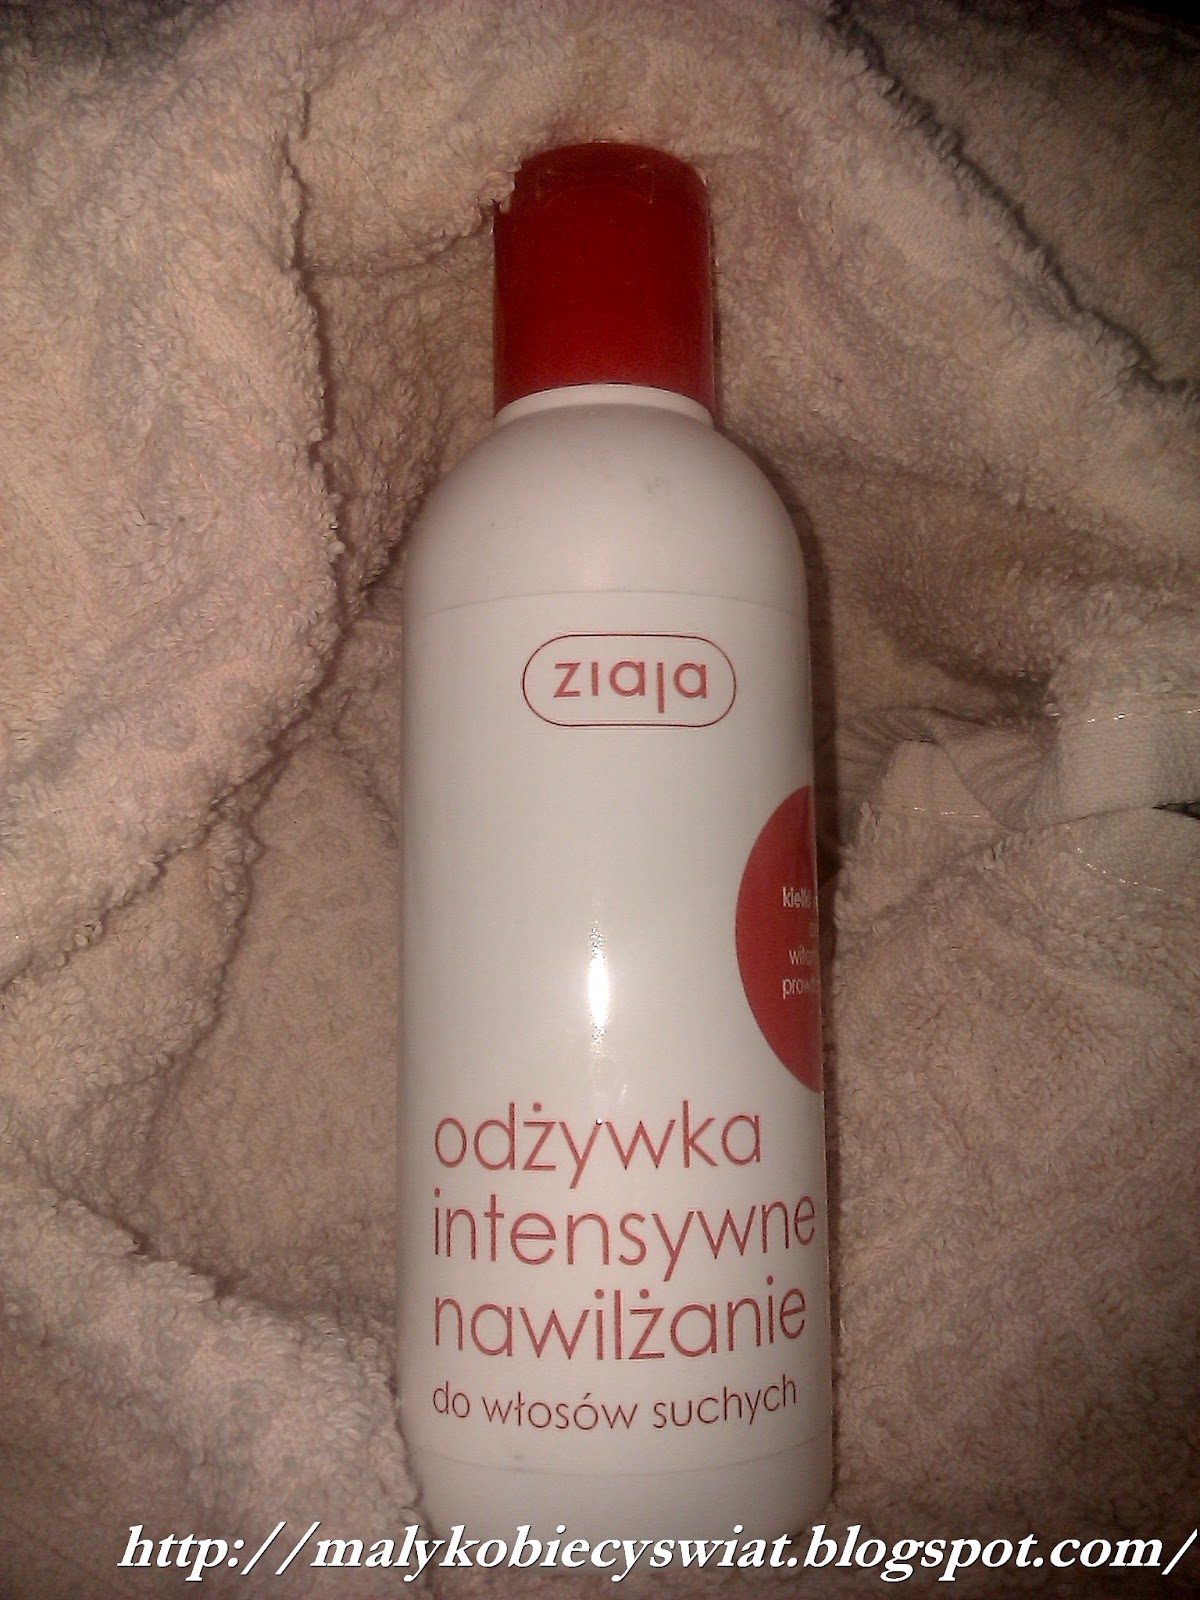 ziaja
odżywka
intensywne
nawilżanie
do włosów suchych
http://malykobiecyswiat.blogspot.com/